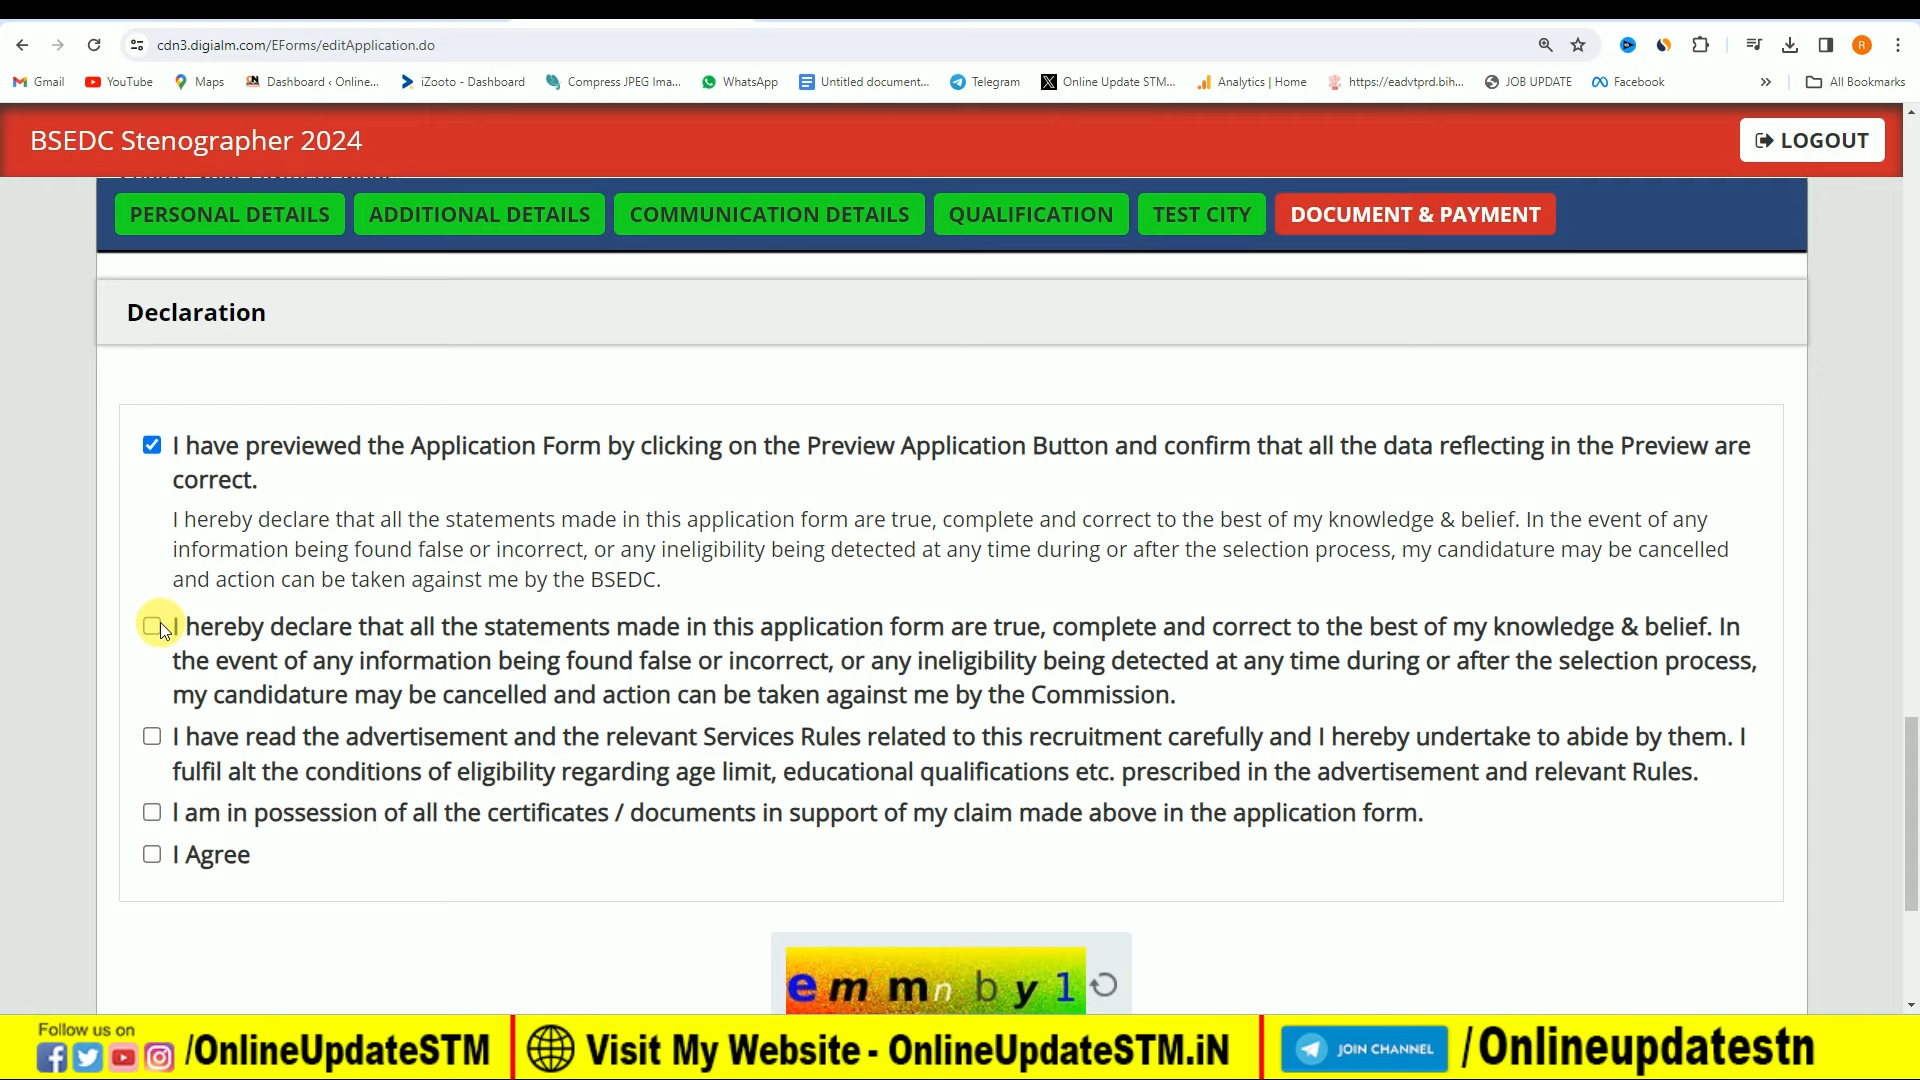 cdn3.digialm.com/EForms/editApplication.do
Gmail YouTube Maps Dashboard ‹ Online... iZooto - Dashboard Compress JPEG Ima... WhatsApp Untitled document... Telegram Online Update STM... Analytics | Home https://eadvtprd.bih... JOB UPDATE Facebook » All Bookmarks
BSEDC Stenographer 2024
LOGOUT
PERSONAL DETAILS ADDITIONAL DETAILS COMMUNICATION DETAILS QUALIFICATION TEST CITY DOCUMENT & PAYMENT
Declaration
I have previewed the Application Form by clicking on the Preview Application Button and confirm that all the data reflecting in the Preview are
correct.
I hereby declare that all the statements made in this application form are true, complete and correct to the best of my knowledge & belief. In the event of any
information being found false or incorrect, or any ineligibility being detected at any time during or after the selection process, my candidature may be cancelled
and action can be taken against me by the BSEDC.
I hereby declare that all the statements made in this application form are true, complete and correct to the best of my knowledge & belief. In
the event of any information being found false or incorrect, or any ineligibility being detected at any time during or after the selection process,
my candidature may be cancelled and action can be taken against me by the Commission.
I have read the advertisement and the relevant Services Rules related to this recruitment carefully and I hereby undertake to abide by them. I
fulfil alt the conditions of eligibility regarding age limit, educational qualifications etc. prescribed in the advertisement and relevant Rules.
I am in possession of all the certificates / documents in support of my claim made above in the application form.
I Agree
e m m n b y 1
Follow us on
/OnlineUpdateSTM Visit My Website - OnlineUpdateSTM.iN JOIN CHANNEL /Onlineupdatestn